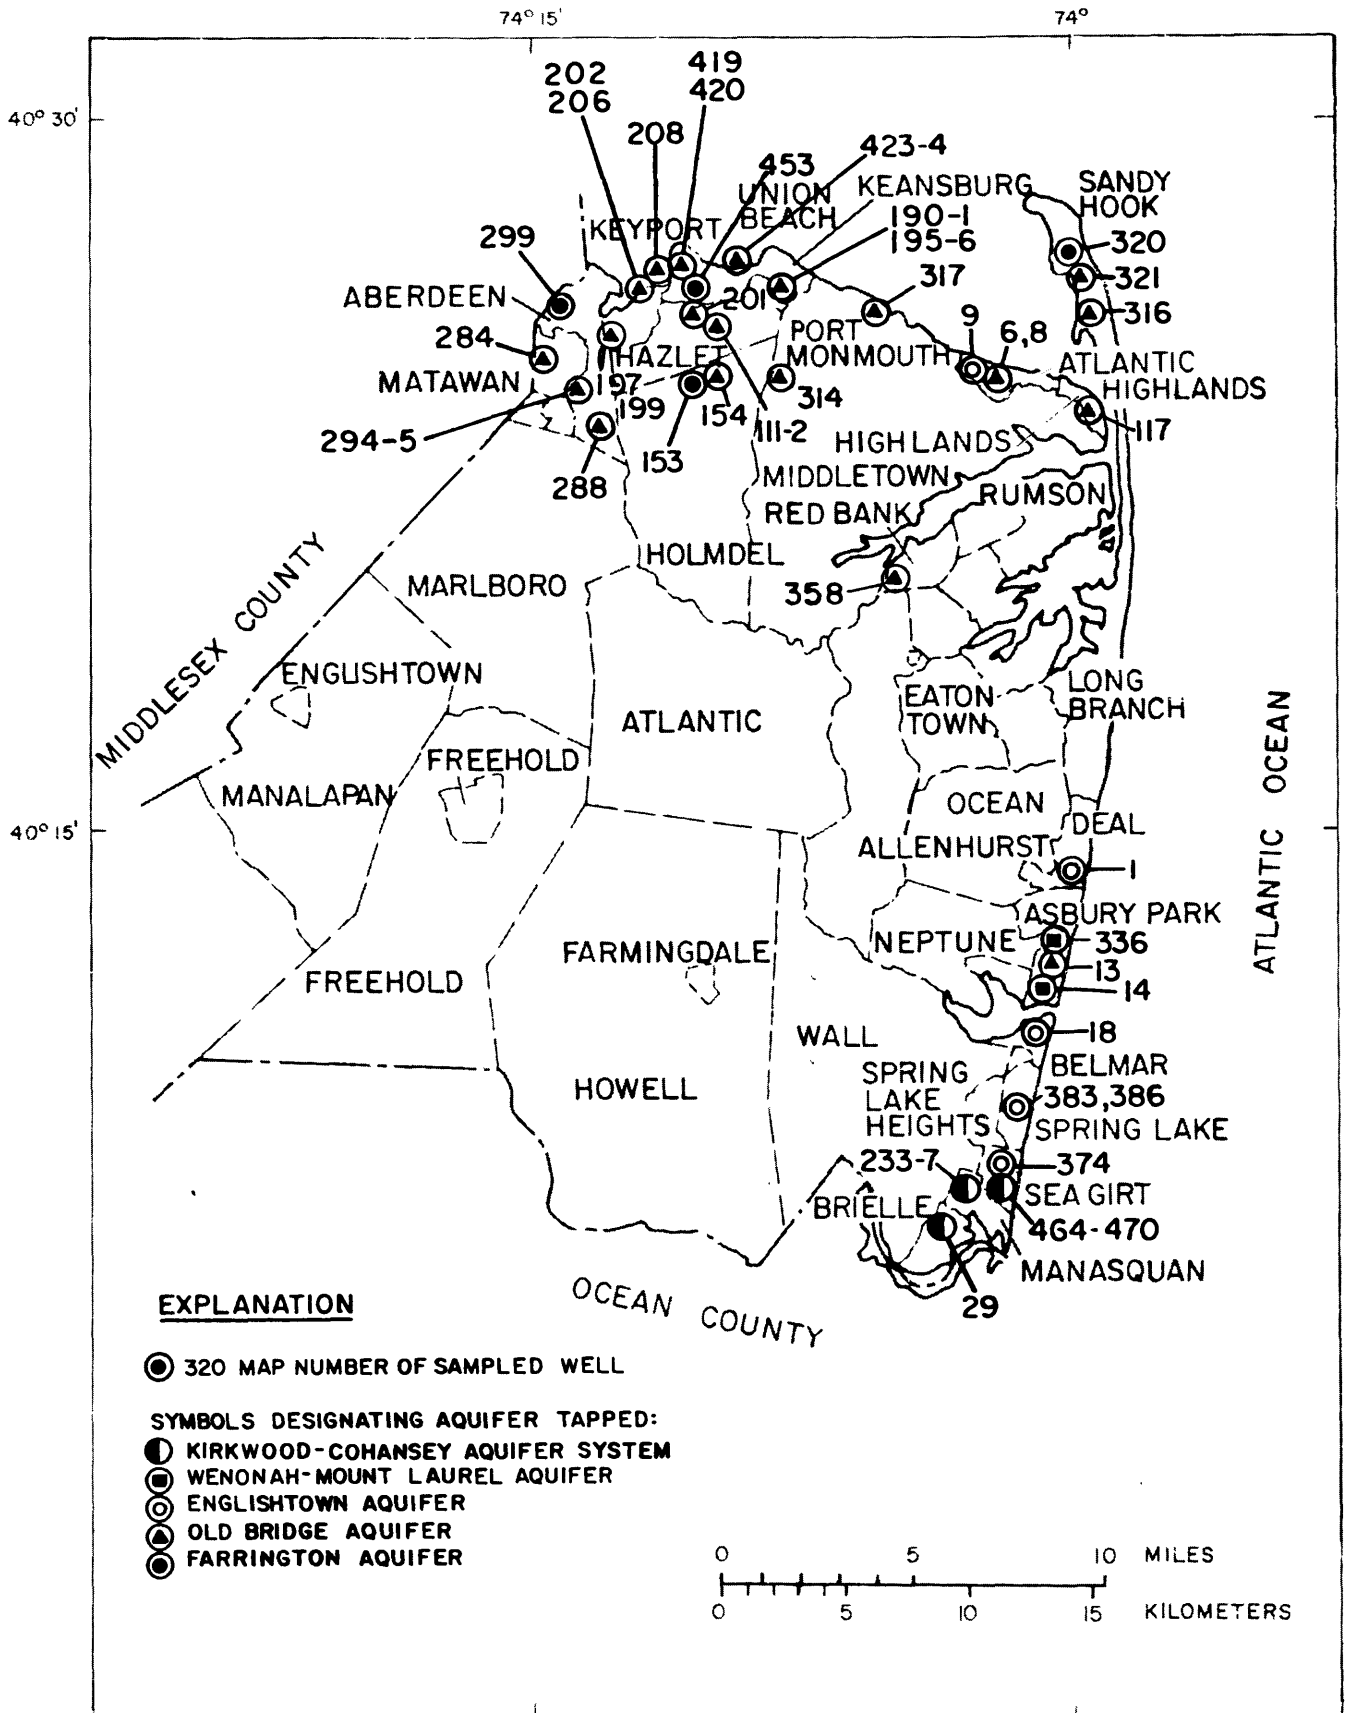 74° 15'
74°
40° 30'
202
206
419
420
208
453
423-4
UNION
BEACH
KEANSBURG
SANDY
HOOK
190-1
195-6
KEYPORT
299
320
321
201
317
ABERDEEN
316
9
6,8
284
PORT
MONMOUTH
HAZLET
ATLANTIC
HIGHLANDS
MATAWAN
197
199
154
314
294-5
111-2
117
153
HIGHLANDS
288
MIDDLETOWN
RUMSON
RED BANK
HOLMDEL
MARLBORO
358
MIDDLESEX COUNTY
ENGLISHTOWN
LONG
BRANCH
EATON
TOWN
ATLANTIC
FREEHOLD
MANALAPAN
OCEAN
ATLANTIC OCEAN
40° 15'
DEAL
ALLENHURST
1
ASBURY PARK
NEPTUNE
336
FARMINGDALE
13
FREEHOLD
14
WALL
18
BELMAR
SPRING
LAKE
HEIGHTS
HOWELL
383,386
SPRING LAKE
233-7
374
SEA GIRT
BRIELLE
464-470
MANASQUAN
29
OCEAN COUNTY
EXPLANATION
320 MAP NUMBER OF SAMPLED WELL
SYMBOLS DESIGNATING AQUIFER TAPPED:
KIRKWOOD-COHANSEY AQUIFER SYSTEM
WENONAH-MOUNT LAUREL AQUIFER
ENGLISHTOWN AQUIFER
OLD BRIDGE AQUIFER
FARRINGTON AQUIFER
0 5 10 MILES
0 5 10 15 KILOMETERS